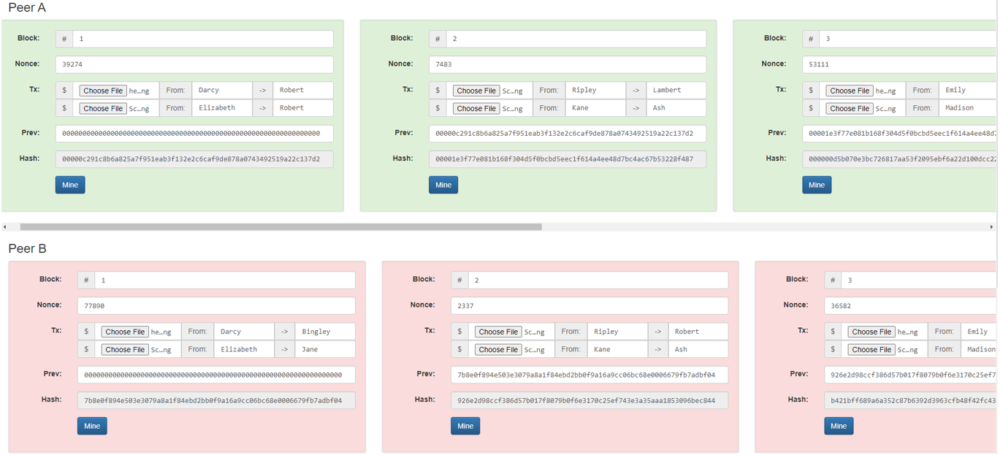 Peer A
Block: # 1 Block: # 2 Block: # 3
Nonce: 39274 Nonce: 7483 Nonce: 53111
Tx: $ Choose File he...ng From: Darcy -> Robert Tx: $ Choose File Sc...ng From: Ripley -> Lambert Tx: $ Choose File he...ng From: Emily
$ Choose File Sc...ng From: Elizabeth -> Robert $ Choose File Sc...ng From: Kane -> Ash $ Choose File Sc...ng From: Madison
Prev: 0000000000000000000000000000000000000000000000000000000000000000 Prev: 00000c291c8b6a825a7f951eab3f132e2c6caf9de878a0743492519a22c137d2 Prev: 00001e3f77e081b168f304d5f0bcbd5eec1f614a4ee48d7
Hash: 00000c291c8b6a825a7f951eab3f132e2c6caf9de878a0743492519a22c137d2 Hash: 00001e3f77e081b168f304d5f0bcbd5eec1f614a4ee48d7bc4ac67b53228f487 Hash: 000000d5b070e3bc726817aa53f2095ebf6a22d100dcc22
Mine Mine Mine
Peer B
Block: # 1 Block: # 2 Block: # 3
Nonce: 77890 Nonce: 2337 Nonce: 36582
Tx: $ Choose File he...ng From: Darcy -> Bingley Tx: $ Choose File Sc...ng From: Ripley -> Robert Tx: $ Choose File he...ng From: Emily
$ Choose File Sc...ng From: Elizabeth -> Jane $ Choose File Sc...ng From: Kane -> Ash $ Choose File Sc...ng From: Madison
Prev: 0000000000000000000000000000000000000000000000000000000000000000 Prev: 7b8e0f894e503e3079a8a1f84ebd2bb0f9a16a9cc06bc68e0006679fb7adbf04 Prev: 926e2d98ccf386d57b017f8079b0f6e3170c25ef7
Hash: 7b8e0f894e503e3079a8a1f84ebd2bb0f9a16a9cc06bc68e0006679fb7adbf04 Hash: 926e2d98ccf386d57b017f8079b0f6e3170c25ef743e3a35aaa1853096bec844 Hash: b421bff689a6a352c87b6392d3963cfb48f42fc43
Mine Mine Mine